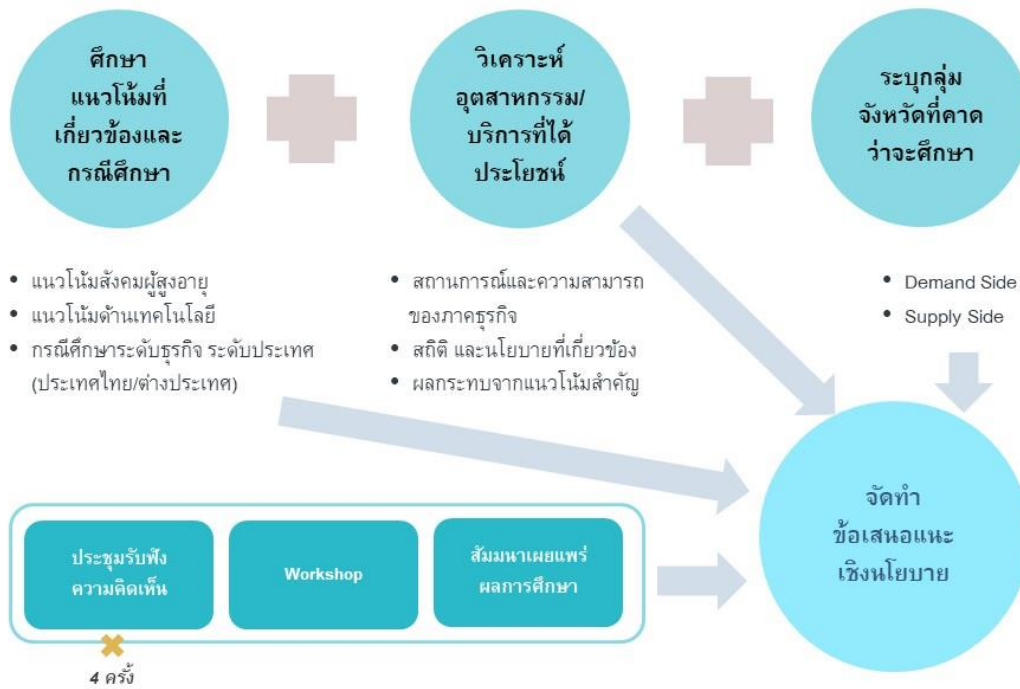 ศึกษา
แนวโน้มที่
เกี่ยวข้องและ
กรณีศึกษา
วิเคราะห์
อุตสาหกรรม/
บริการที่ได้
ประโยชน์
ระบุกลุ่ม
จังหวัดที่คาด
ว่าจะศึกษา
• แนวโน้มสังคมผู้สูงอายุ
• แนวโน้มด้านเทคโนโลยี
• กรณีศึกษาระดับธุรกิจ ระดับประเทศ
(ประเทศไทย/ต่างประเทศ)
• สถานการณ์และความสามารถ
ของภาคธุรกิจ
• สถิติ และนโยบายที่เกี่ยวข้อง
• ผลกระทบจากแนวโน้มสำคัญ
• Demand Side
• Supply Side
จัดทำ
ข้อเสนอแนะ
เชิงนโยบาย
ประชุมรับฟัง
ความคิดเห็น
Workshop
สัมมนาเผยแพร่
ผลการศึกษา
4 ครั้ง